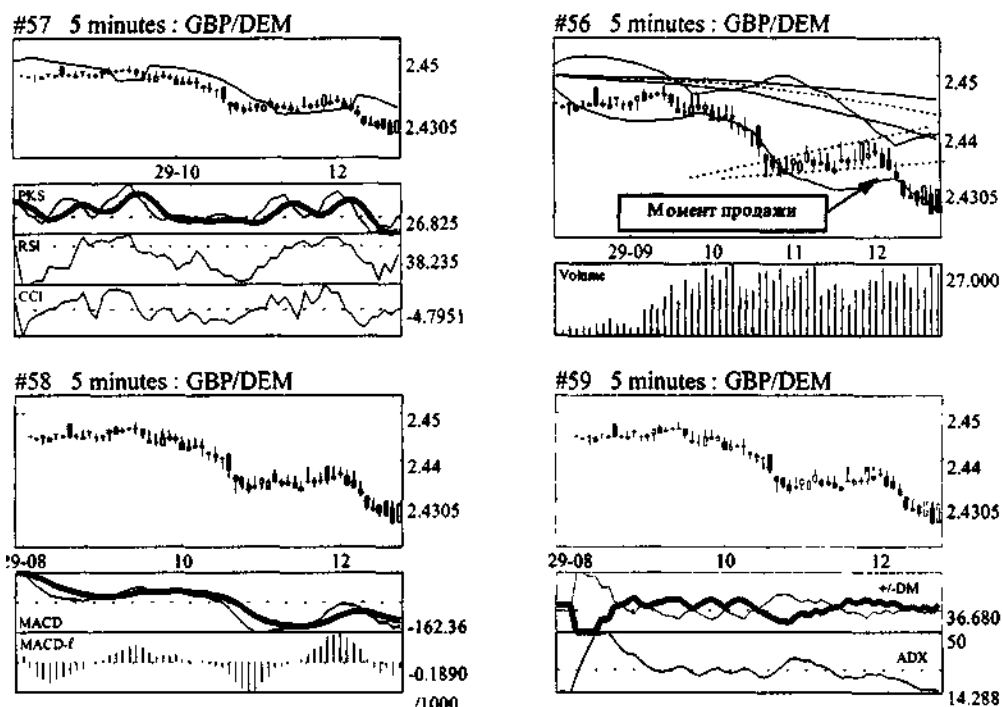 #57 5 minutes : GBP/DEM
2.45
2.4305
29-10 12
PKS
26.825
RSI
38.235
CCI
-4.7951
#56 5 minutes : GBP/DEM
2.45
2.44
2.4305
Момент продажи
29-09 10 11 12
Volume
27.000
#58 5 minutes : GBP/DEM
2.45
2.44
2.4305
29-08 10 12
MACD
-162.36
MACD-f
-0.1890
/1000
#59 5 minutes : GBP/DEM
2.45
2.44
2.4305
29-08 10 12
+/-DM
36.680
50
ADX
14.288